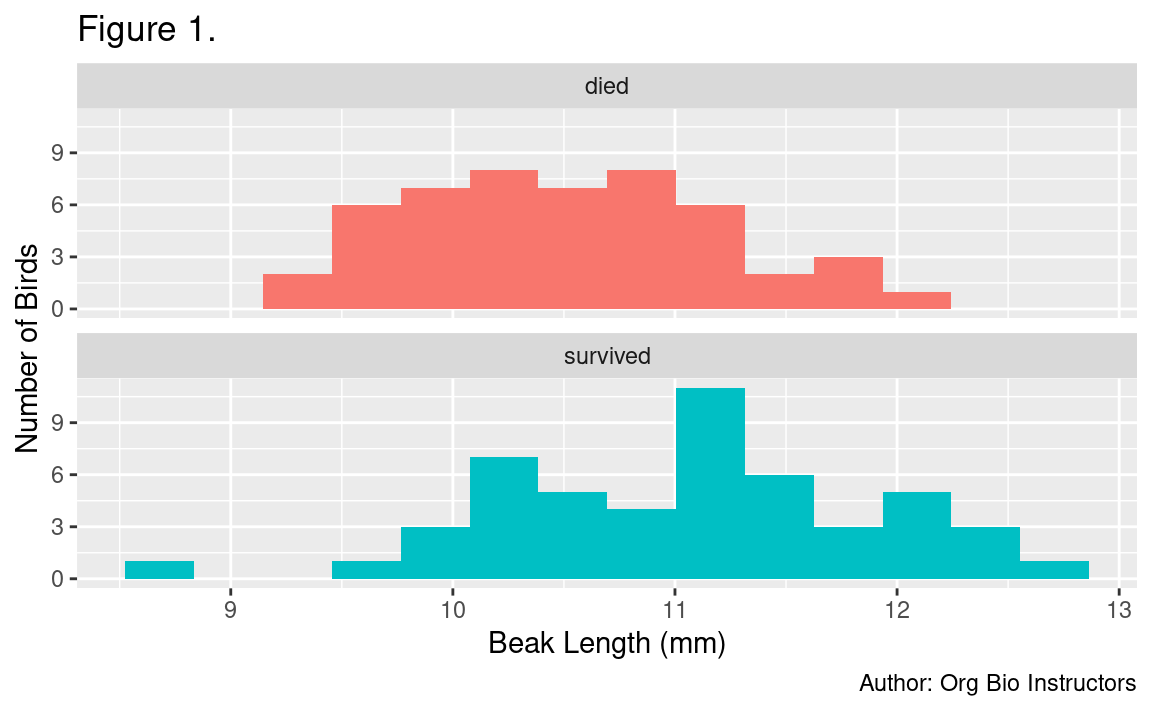 Figure 1.
died
9
6
3
0
Number of Birds
survived
9
6
3
0
9 10 11 12 13
Beak Length (mm)
Author: Org Bio Instructors